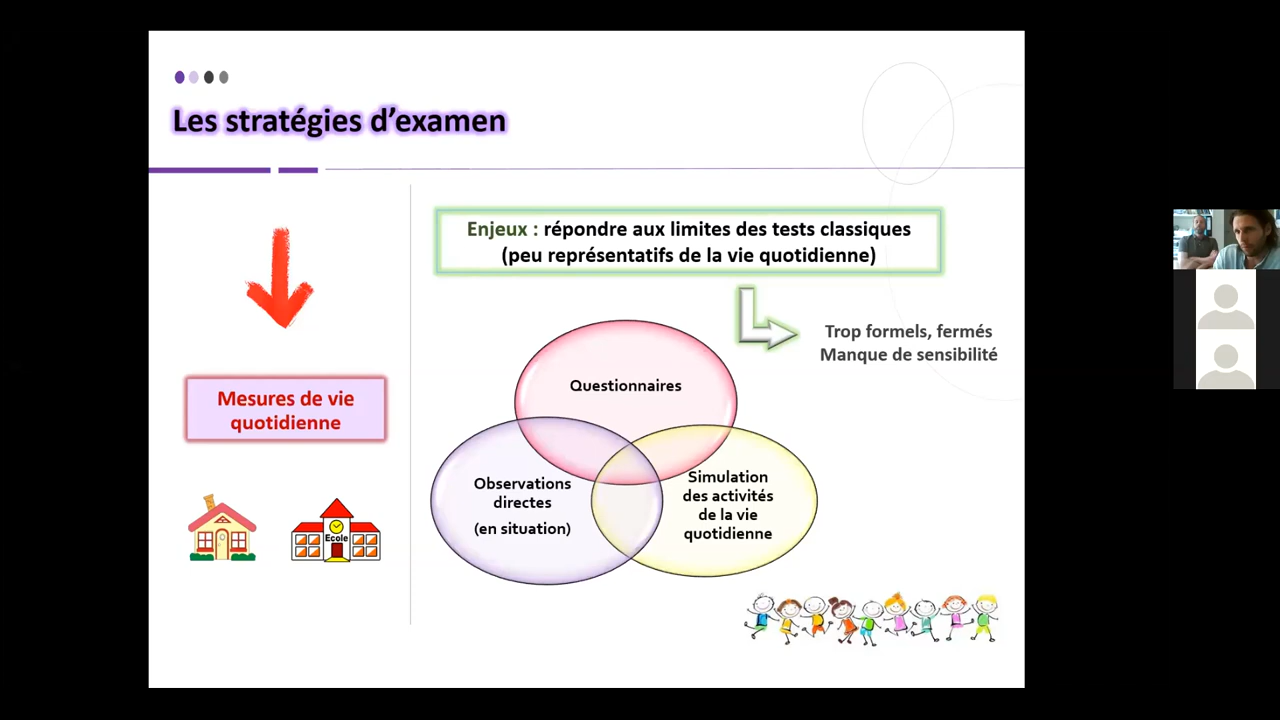 Les stratégies d’examen
Mesures de vie
quotidienne
Ecole
Enjeux : répondre aux limites des tests classiques
(peu représentatifs de la vie quotidienne)
Trop formels, fermés
Manque de sensibilité
Questionnaires
Observations
directes
(en situation)
Simulation
des activités
de la vie
quotidienne